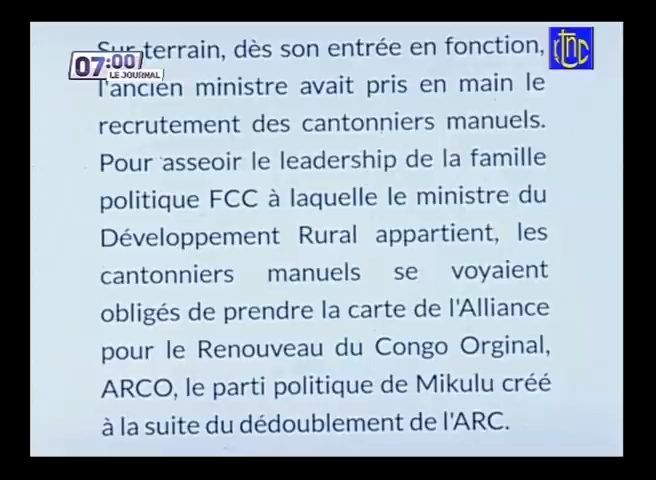 Sur terrain, dès son entrée en fonction,
l'ancien ministre avait pris en main le
recrutement des cantonniers manuels.
Pour asseoir le leadership de la famille
politique FCC à laquelle le ministre du
Développement Rural appartient, les
cantonniers manuels se voyaient
obligés de prendre la carte de l'Alliance
pour le Renouveau du Congo Orginal,
ARCO, le parti politique de Mikulu créé
à la suite du dédoublement de l'ARC.
07:00
LE JOURNAL
rtnc